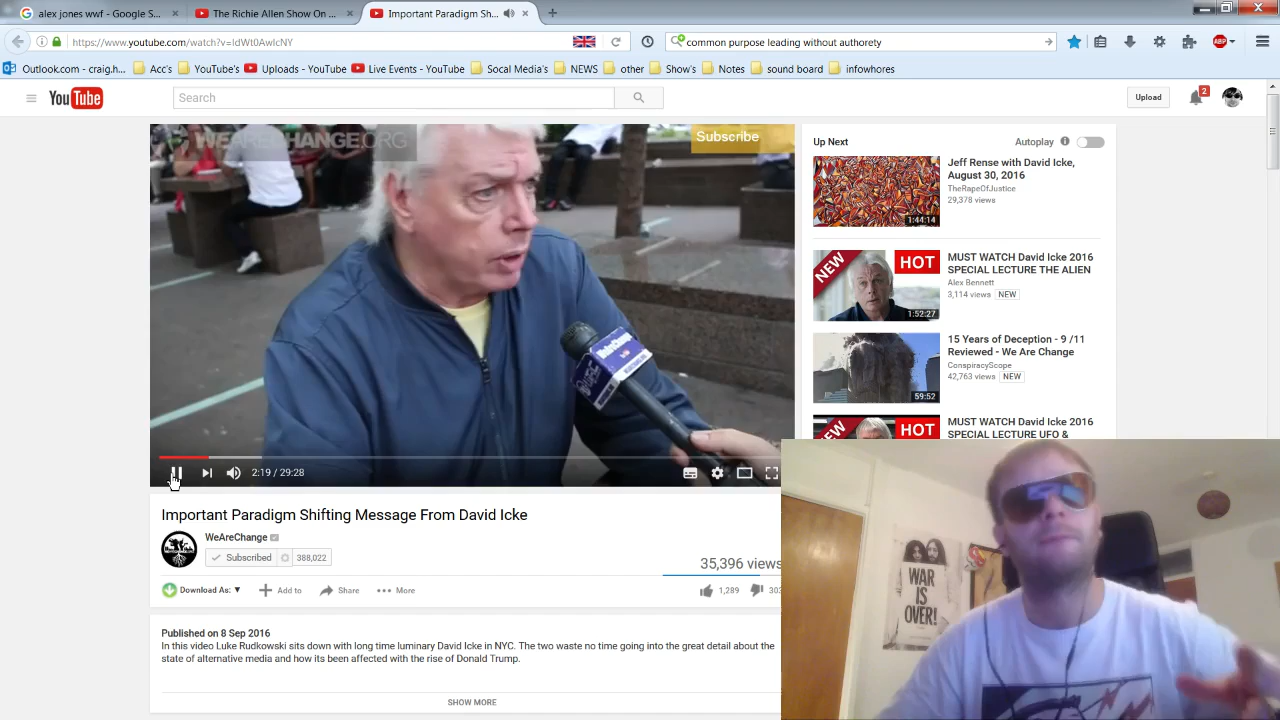 alex jones wwf - Google S...
The Richie Allen Show On ...
Important Paradigm Sh...
https://www.youtube.com/watch?v=IdWt0AwIcNY
common purpose leading without authorety
ABP
Outlook.com - craig.h...
Acc's
YouTube's
Uploads - YouTube
Live Events - YouTube
Socal Media's
NEWS
other
Show's
Notes
sound board
infowhores
YouTube
Search
Upload
2
WEARECHANGE.ORG
Subscribe
2:19 / 29:28
Up Next
Autoplay
Jeff Rense with David Icke,
August 30, 2016
TheRapeOfJustice
29,378 views
1:44:14
NEW
HOT
MUST WATCH David Icke 2016
SPECIAL LECTURE THE ALIEN
Alex Bennett
3,114 views NEW
1:52:27
15 Years of Deception - 9 /11
Reviewed - We Are Change
ConspiracyScope
42,763 views NEW
59:52
NEW
HOT
MUST WATCH David Icke 2016
SPECIAL LECTURE UFO &
Important Paradigm Shifting Message From David Icke
WeAreChange
Subscribed
388,022
35,396 views
Download As:
Add to
Share
More
1,289
303
Published on 8 Sep 2016
In this video Luke Rudkowski sits down with long time luminary David Icke in NYC. The two waste no time going into the great detail about the
state of alternative media and how its been affected with the rise of Donald Trump.
SHOW MORE
WAR
IS
OVER!